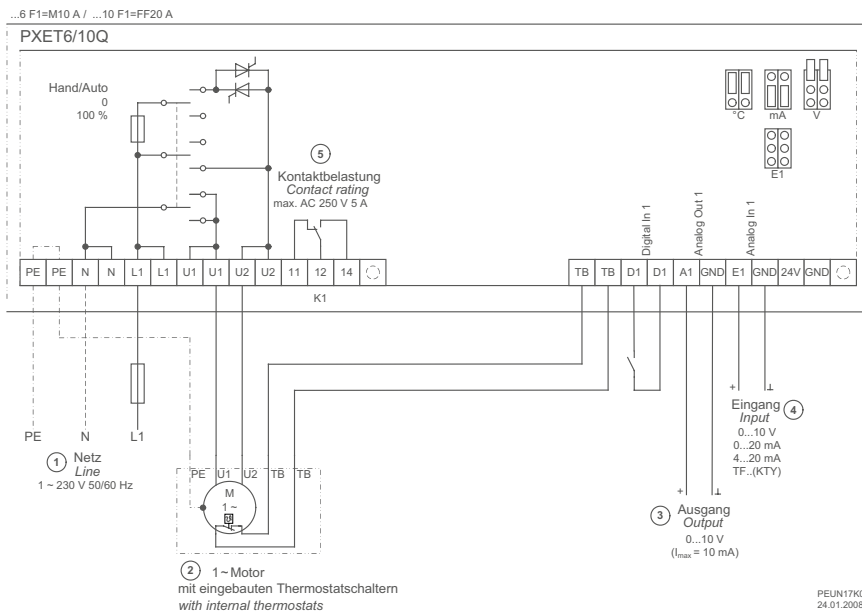 ...6 F1=M10 A / ...10 F1=FF20 A
PXET6/10Q
Hand/Auto
0
100 %
5
Kontaktbelastung
Contact rating
max. AC 250 V 5 A
°C
mA
V
E1
Digital In 1
Analog Out 1
Analog In 1
PE PE N N L1 L1 U1 U1 U2 U2 11 12 14
TB TB D1 D1 A1 GND E1 GND 24V GND
K1
PE N L1
1 Netz
Line
1 ~ 230 V 50/60 Hz
PE U1 U2 TB TB
M
1 ~
2 1~Motor
mit eingebauten Thermostatschaltern
with internal thermostats
+ ⊥
3 Ausgang
Output
0...10 V
(Imax = 10 mA)
+ ⊥
Eingang 4
Input
0...10 V
0...20 mA
4...20 mA
TF..(KTY)
24.01.2008